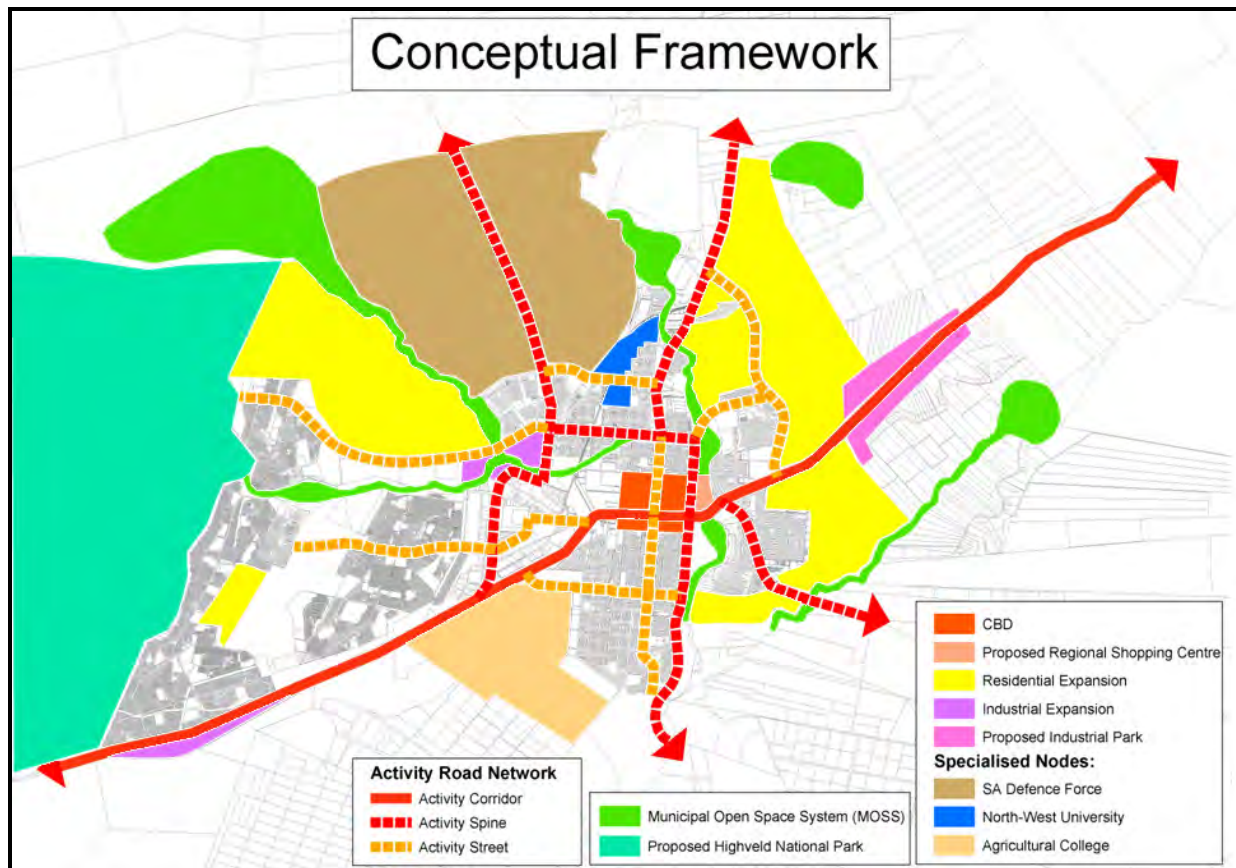 Conceptual Framework
Activity Road Network
Activity Corridor
Activity Spine
Activity Street
Municipal Open Space System (MOSS)
Proposed Highveld National Park
CBD
Proposed Regional Shopping Centre
Residential Expansion
Industrial Expansion
Proposed Industrial Park
Specialised Nodes:
SA Defence Force
North-West University
Agricultural College